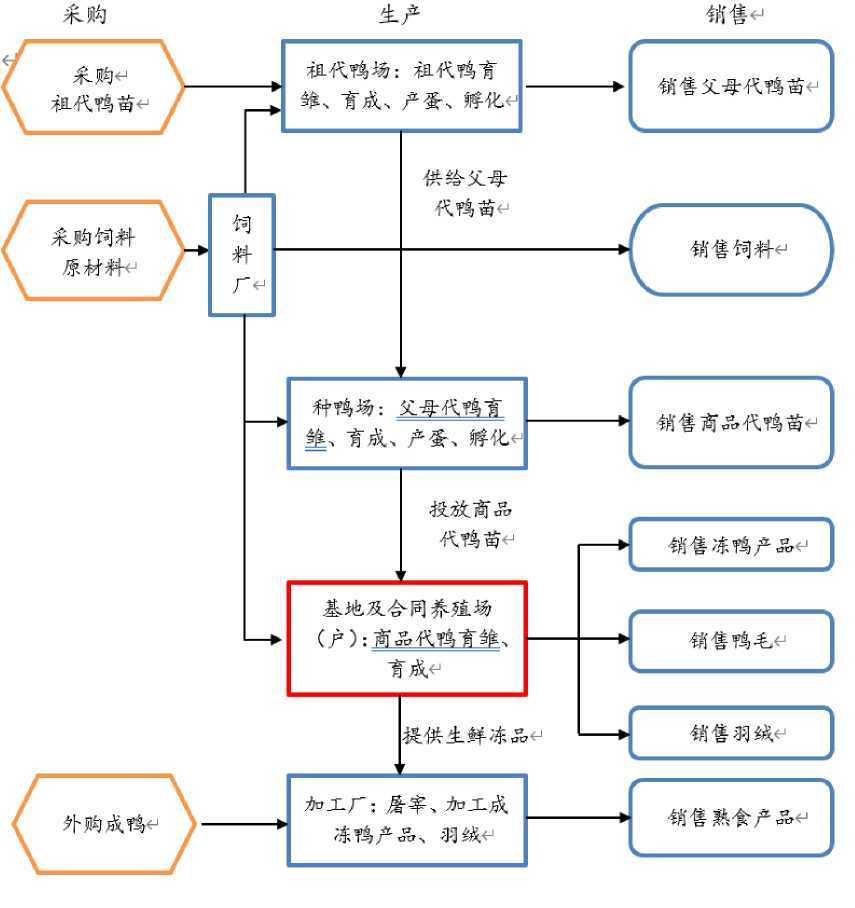 采购
生产
销售
采购
祖代鸭苗
祖代鸭场：祖代鸭育
雏、育成、产蛋、孵化
销售父母代鸭苗
供给父母
代鸭苗
采购饲料
原材料
饲
料
厂
销售饲料
种鸭场：父母代鸭育
雏、育成、产蛋、孵化
销售商品代鸭苗
投放商品
代鸭苗
销售冻鸭产品
基地及合同养殖场
（户）：商品代鸭育雏、
育成
销售鸭毛
销售羽绒
提供生鲜冻品
外购成鸭
加工厂：屠宰、加工成
冻鸭产品、羽绒
销售熟食产品